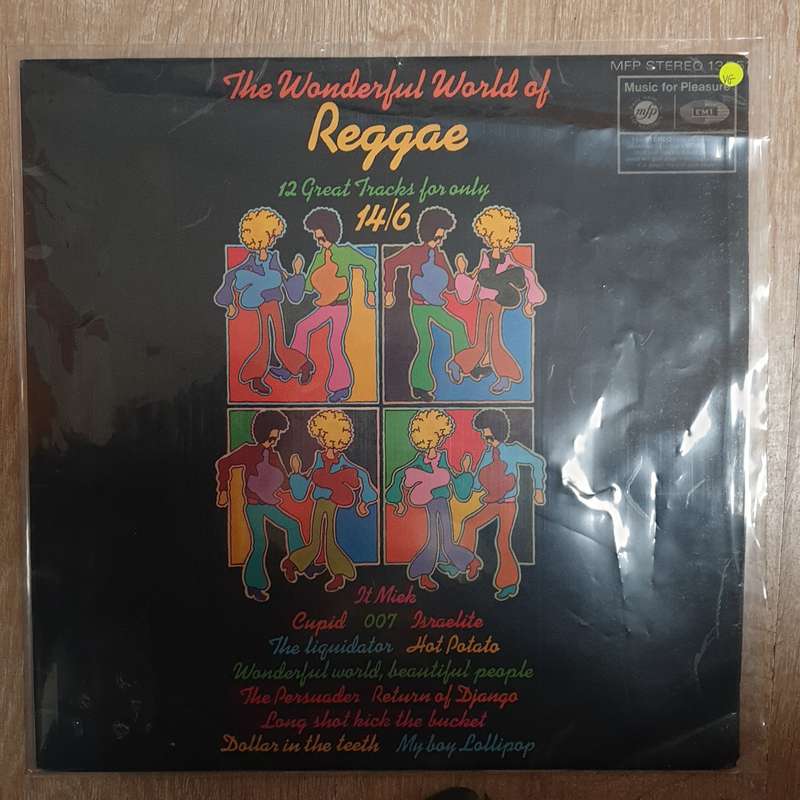 MFP STEREO 13
VG-
The Wonderful World of
Music for Pleasure
Reggae
mfp EMI
12 Great Tracks for only
14/6
It Miek
Cupid 007 Israelite
The liquidator Hot Potato
Wonderful world, beautiful people
The Persuader Return of Django
Long shot kick the bucket
Dollar in the teeth My boy Lollipop